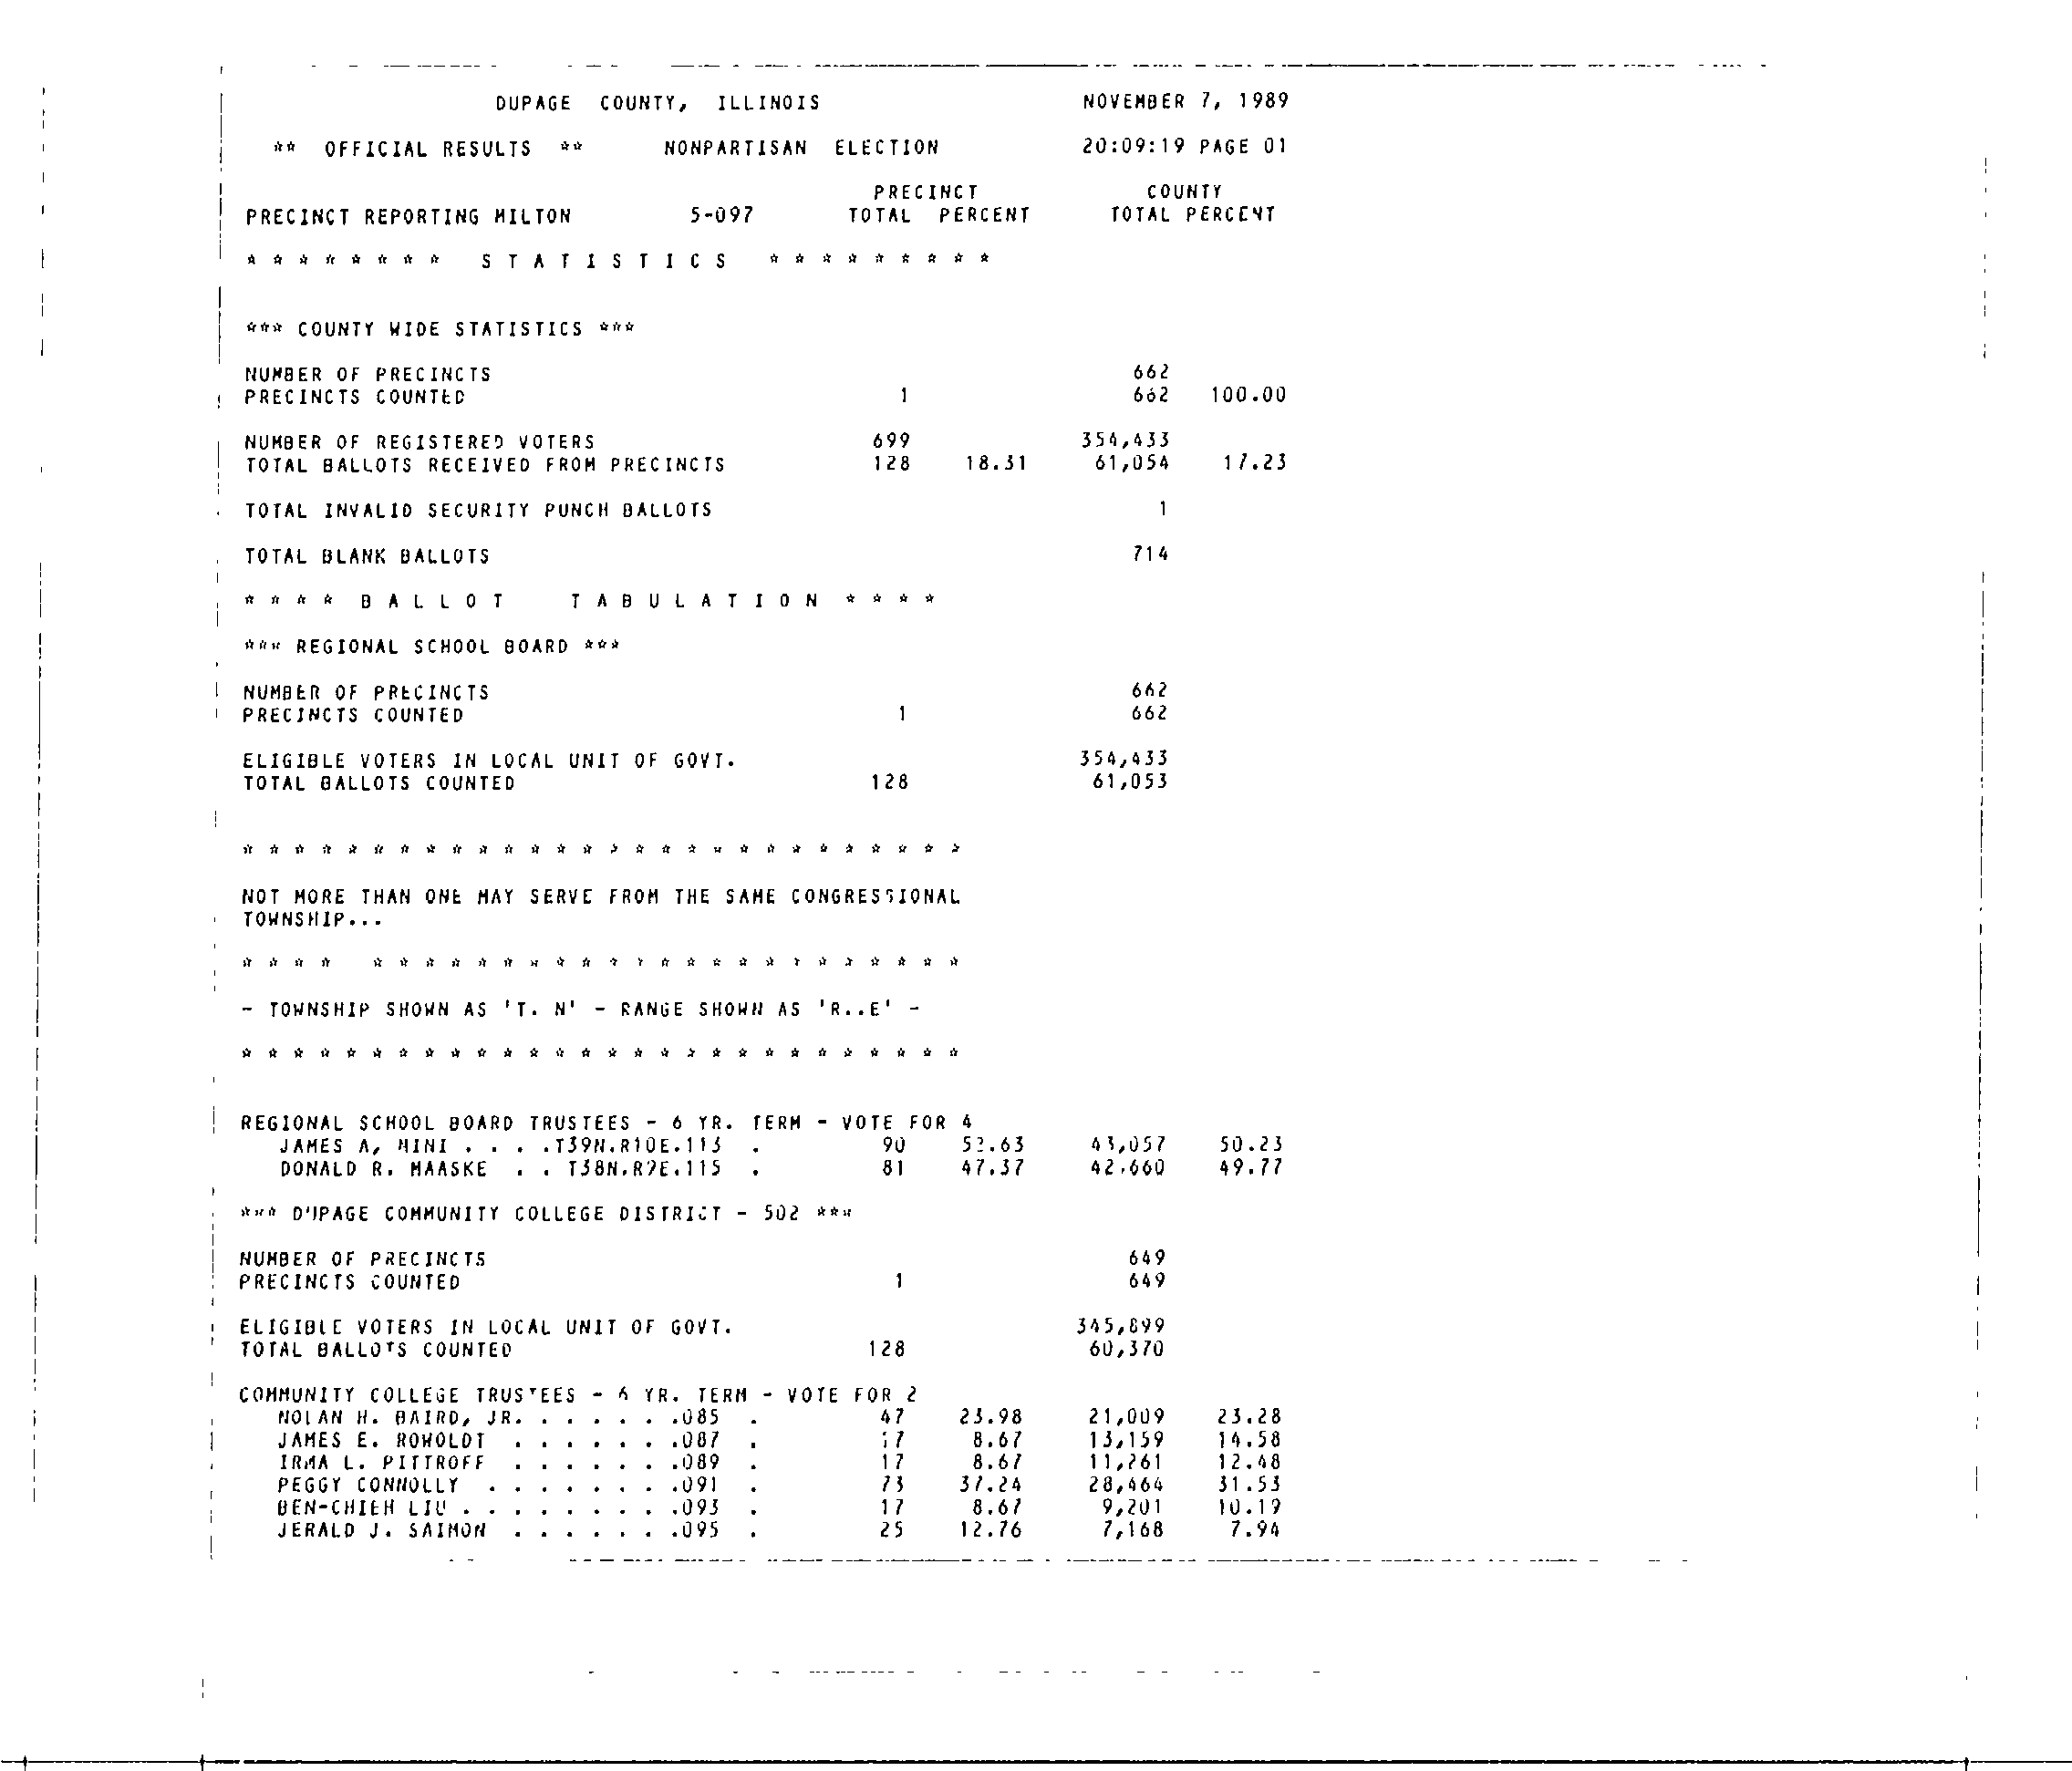 DUPAGE COUNTY, ILLINOIS NOVEMBER 7, 1989
** OFFICIAL RESULTS ** NONPARTISAN ELECTION 20:09:19 PAGE 01
PRECINCT COUNTY
PRECINCT REPORTING MILTON 5-097 TOTAL PERCENT TOTAL PERCENT
* * * * * * * * S T A T I S T I C S * * * * * * * * *
*** COUNTY WIDE STATISTICS ***
NUMBER OF PRECINCTS 662
PRECINCTS COUNTED 1 662 100.00
NUMBER OF REGISTERED VOTERS 699 354,433
TOTAL BALLOTS RECEIVED FROM PRECINCTS 128 18.31 61,054 17.23
TOTAL INVALID SECURITY PUNCH BALLOTS 1
TOTAL BLANK BALLOTS 714
* * * * B A L L O T T A B U L A T I O N * * * *
*** REGIONAL SCHOOL BOARD ***
NUMBER OF PRECINCTS 662
PRECINCTS COUNTED 1 662
ELIGIBLE VOTERS IN LOCAL UNIT OF GOVT. 354,433
TOTAL BALLOTS COUNTED 128 61,053
* * * * * * * * * * * * * * * * * * * * * * * * * * * *
NOT MORE THAN ONE MAY SERVE FROM THE SAME CONGRESSIONAL
TOWNSHIP...
* * * * * * * * * * * * * * * * * * * * * * * * * * *
- TOWNSHIP SHOWN AS 'T. N' - RANGE SHOWN AS 'R..E' -
* * * * * * * * * * * * * * * * * * * * * * * * * * * *
REGIONAL SCHOOL BOARD TRUSTEES - 6 YR. TERM - VOTE FOR 4
JAMES A. NINI . . . .T39N.R10E.113 . 90 52.63 43,057 50.23
DONALD R. MAASKE . . T38N.R9E.115 . 81 47.37 42,660 49.77
*** DUPAGE COMMUNITY COLLEGE DISTRICT - 502 ***
NUMBER OF PRECINCTS 649
PRECINCTS COUNTED 1 649
ELIGIBLE VOTERS IN LOCAL UNIT OF GOVT. 345,899
TOTAL BALLOTS COUNTED 128 60,370
COMMUNITY COLLEGE TRUSTEES - 6 YR. TERM - VOTE FOR 2
NOLAN H. BAIRD, JR. . . . . . .085 . 47 23.98 21,009 23.28
JAMES E. ROWOLDT . . . . . . .087 . 17 8.67 13,159 14.58
IRMA L. PITTROFF . . . . . . .089 . 17 8.67 11,261 12.48
PEGGY CONNOLLY . . . . . . . .091 . 73 37.24 28,464 31.53
BEN-CHIEH LIU . . . . . . . . .093 . 17 8.67 9,201 10.19
JERALD J. SAIMON . . . . . . .095 . 25 12.76 7,168 7.94